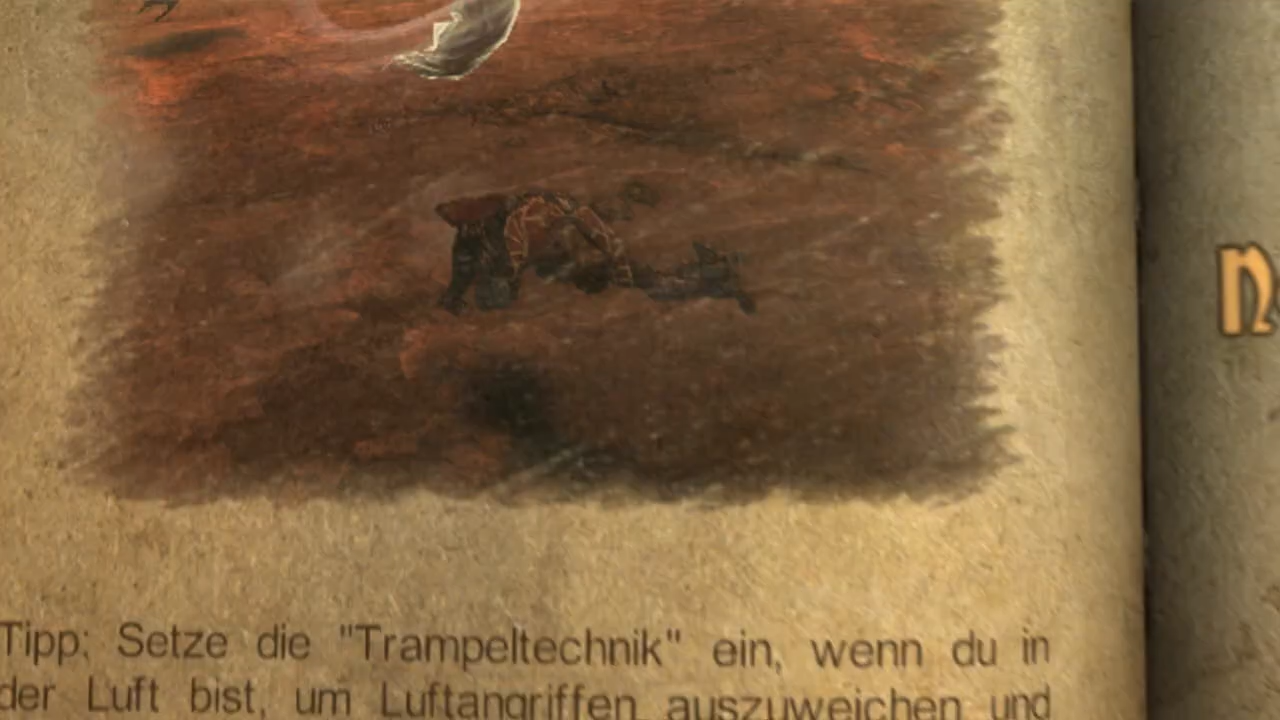 Tipp: Setze die "Trampeltechnik" ein, wenn du in
der Luft bist, um Luftangriffen auszuweichen und